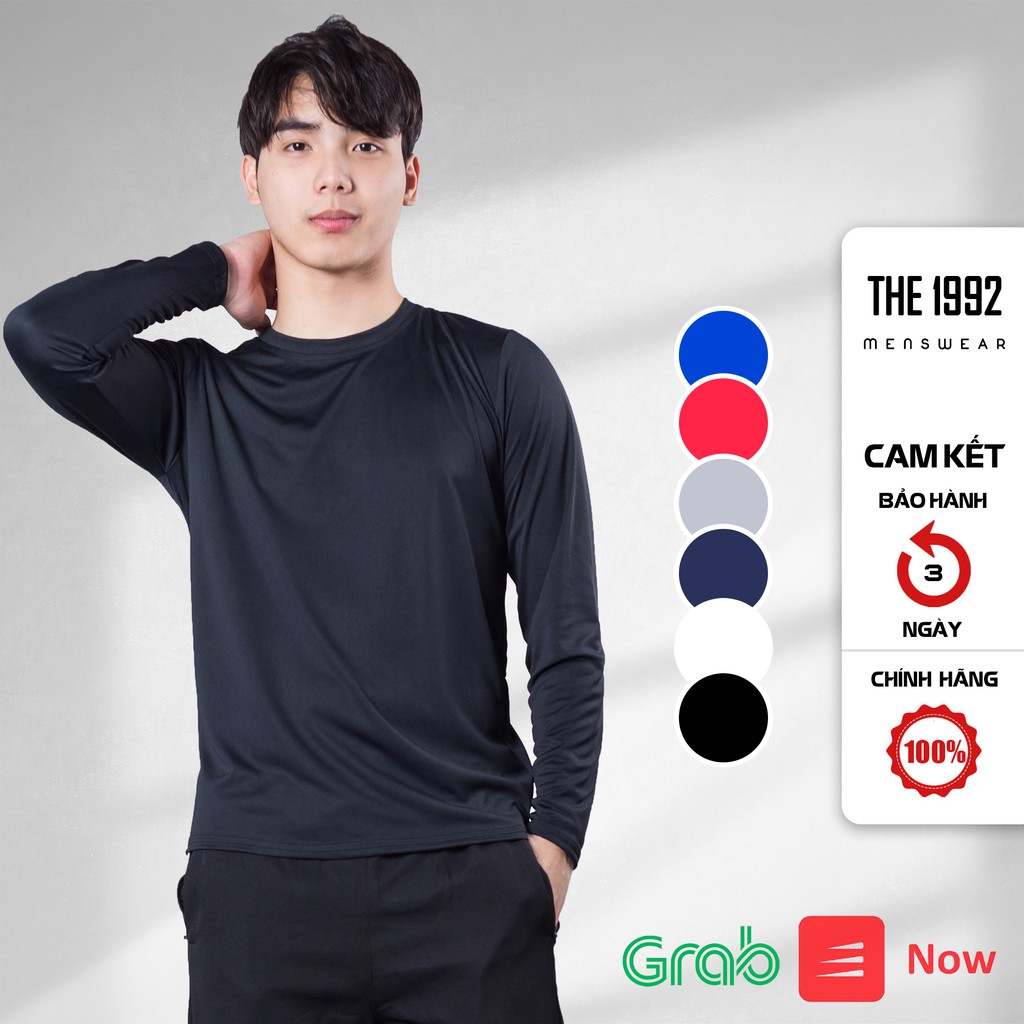 THE 1992
MENSWEAR
CAM KẾT
BẢO HÀNH
3
NGÀY
CHÍNH HÃNG
100%
Grab
Now